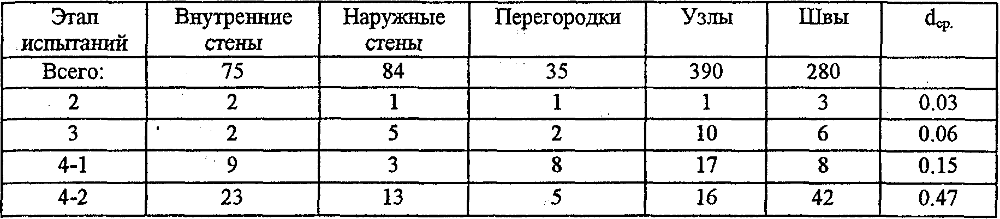 Этап испытаний Внутренние стены Наружные стены Перегородки Узлы Швы dср.
Всего: 75 84 35 390 280
2 2 1 1 1 3 0.03
3 2 5 2 10 6 0.06
4-1 9 3 8 17 8 0.15
4-2 23 13 5 16 42 0.47